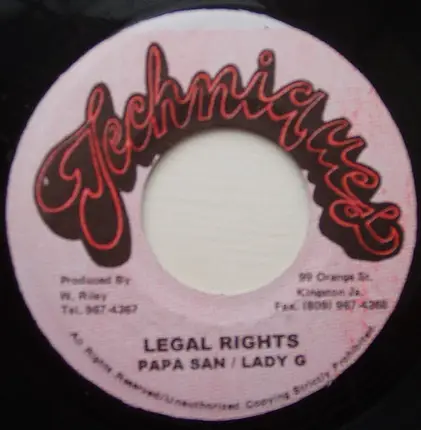 Techniques
Produced By
W. Riley
Tel. 967-4367
99 Orange St.
Kingston Ja.
Fax. (809) 967-4368
LEGAL RIGHTS
PAPA SAN / LADY G
All Rights Reserved/Unauthorized Copying Strictly Prohibited.